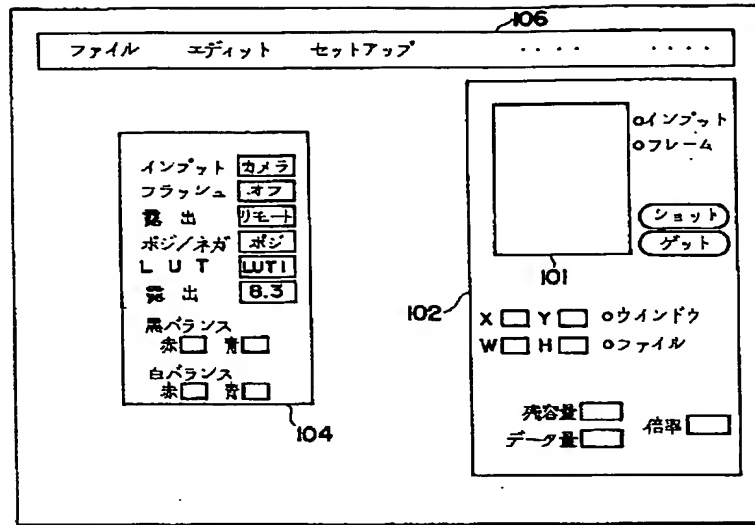 106
ファイル エディット セットアップ ・・・・ ・・・・
インプット カメラ
フラッシュ オフ
露出 リモート
ポジ/ネガ ポジ
LUT LUT1
露出 8.3
黒バランス
赤 青
白バランス
赤 青
104
インプット
フレーム
ショット
ゲット
101
102
X Y ウインドウ
W H ファイル
残容量
データ量
倍率